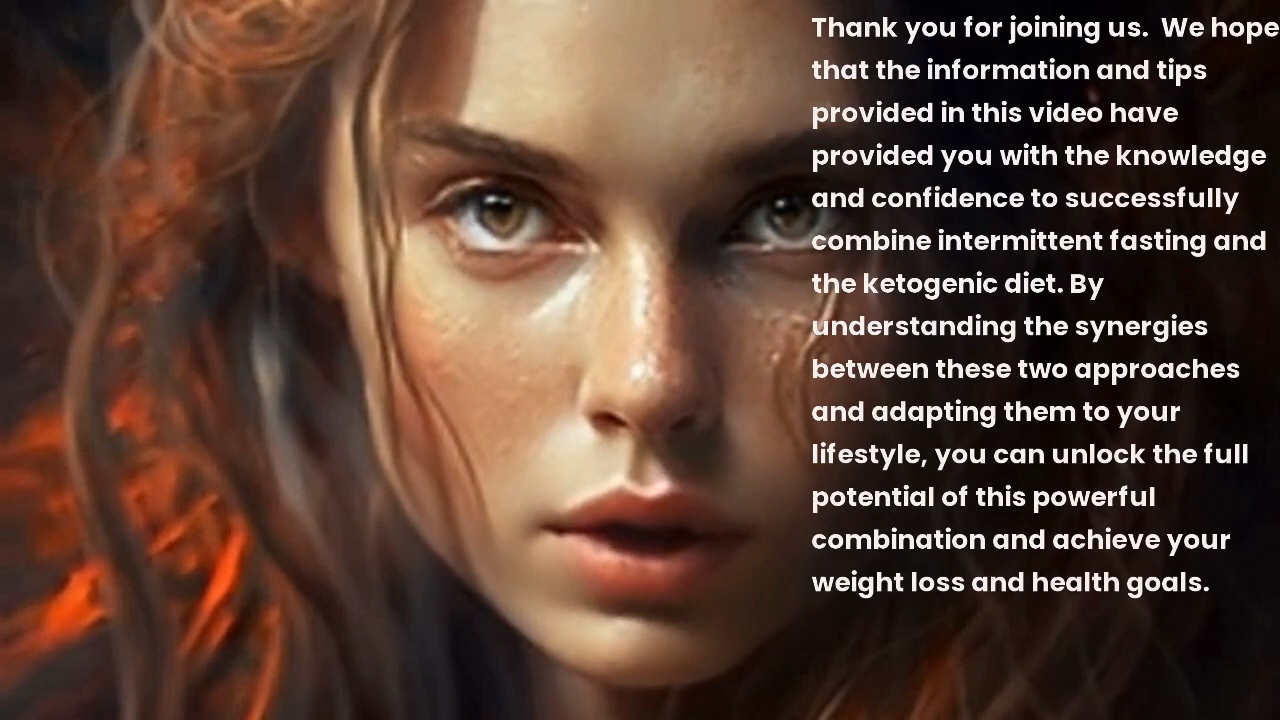 Thank you for joining us.  We hope
that the information and tips
provided in this video have
provided you with the knowledge
and confidence to successfully
combine intermittent fasting and
the ketogenic diet. By
understanding the synergies
between these two approaches
and adapting them to your
lifestyle, you can unlock the full
potential of this powerful
combination and achieve your
weight loss and health goals.